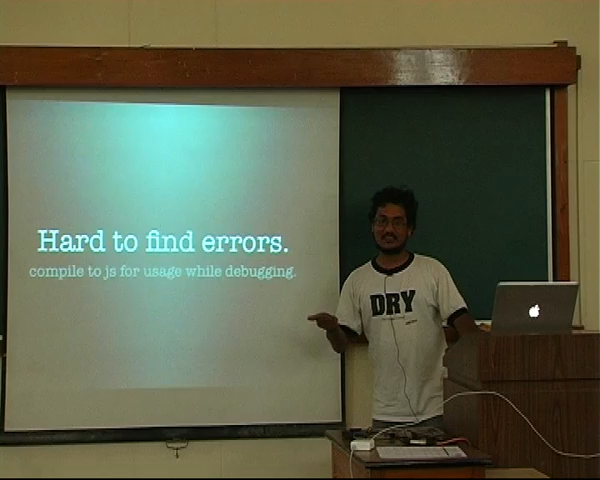 Hard to find errors.
compile to js for usage while debugging.
DRY